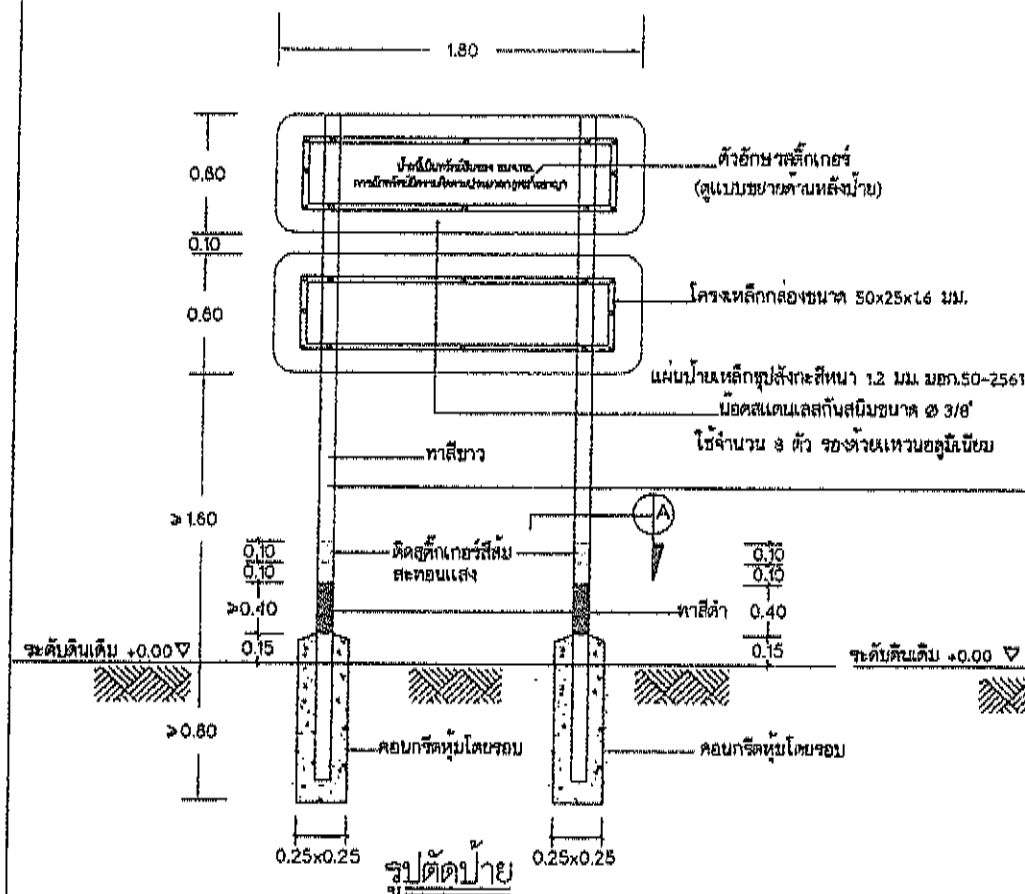 1.80
0.60
0.10
0.60
≥1.60
≥0.80
ตัวอักษรสติ๊กเกอร์
(ดูแบบขยายด้านหลังป้าย)
โครงเหล็กกล่องขนาด 50x25x1.6 มม.
แผ่นป้ายเหล็กชุปสังกะสีหนา 1.2 มม. มอก.50-2561
น๊อตสแตนเลสกันสนิมขนาด Ø 3/8"
ใช้จำนวน 8 ตัว รองด้วยแหวนอลูมิเนียม
ทาสีขาว
A
0.10
0.10
≥0.40
0.15
ติดสติ๊กเกอร์สีส้ม
สะท้อนแสง
ทาสีดำ
0.10
0.10
0.40
0.15
ระดับดินเดิม +0.00
ระดับดินเดิม +0.00
คอนกรีตหุ้มโดยรอบ
คอนกรีตหุ้มโดยรอบ
0.25x0.25
0.25x0.25
รูปตัดป้าย